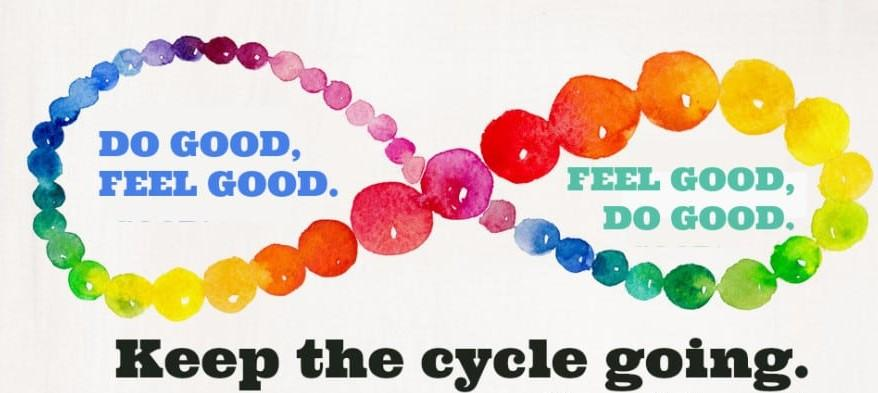 DO GOOD,
FEEL GOOD.
FEEL GOOD,
DO GOOD.
Keep the cycle going.